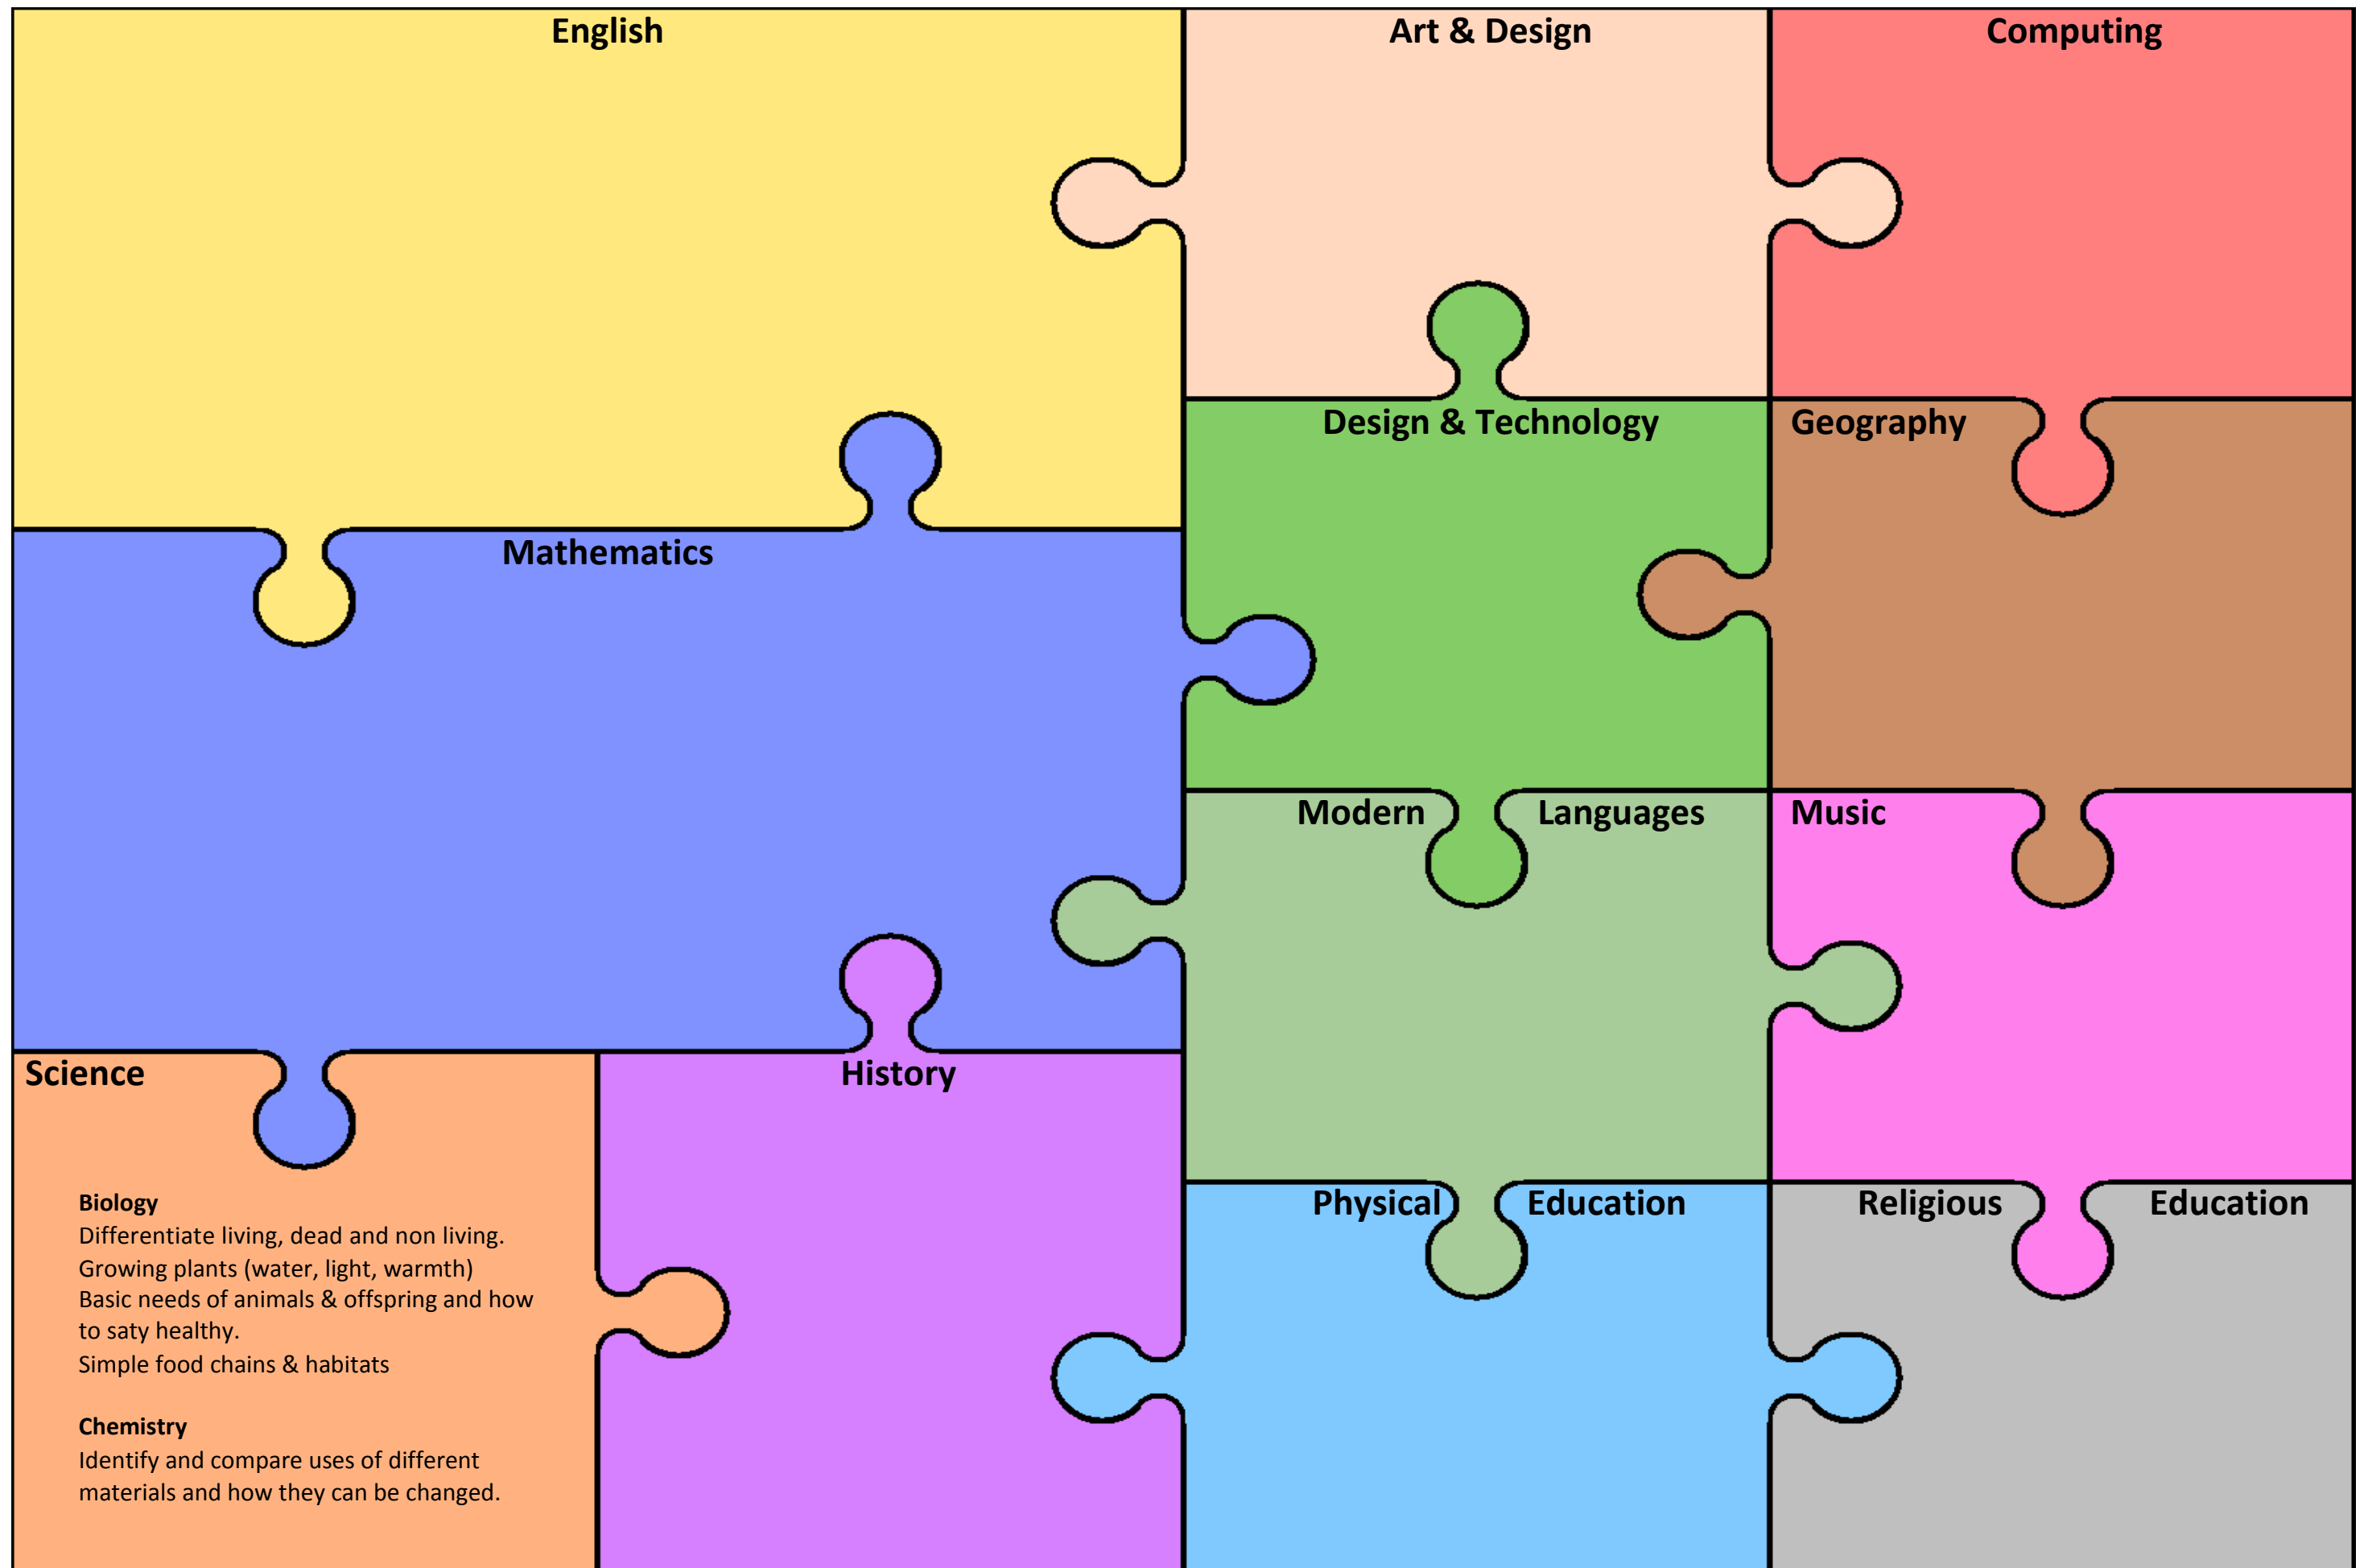 English
Art & Design
Computing
Design & Technology
Geography
Mathematics
Modern Languages
Music
Science
History
Biology
Differentiate living, dead and non living.
Growing plants (water, light, warmth)
Basic needs of animals & offspring and how
to saty healthy.
Simple food chains & habitats
Chemistry
Identify and compare uses of different
materials and how they can be changed.
Physical Education
Religious Education